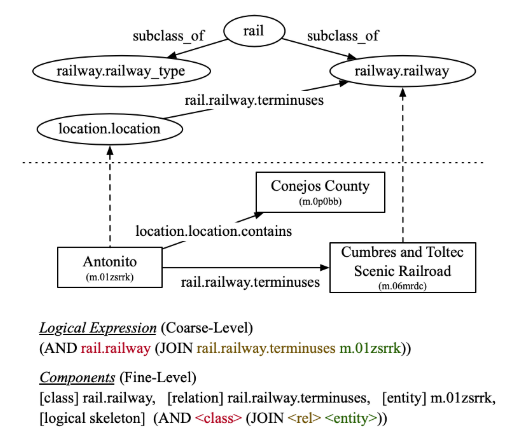 rail
subclass_of
subclass_of
railway.railway_type
railway.railway
rail.railway.terminuses
location.location
Conejos County
(m.0p0bb)
location.location.contains
Antonito
(m.01zsrrk)
Cumbres and Toltec
Scenic Railroad
(m.06mrdc)
rail.railway.terminuses
Logical Expression (Coarse-Level)
(AND rail.railway (JOIN rail.railway.terminuses m.01zsrrk))
Components (Fine-Level)
[class] rail.railway, [relation] rail.railway.terminuses, [entity] m.01zsrrk,
[logical skeleton] (AND <class> (JOIN <rel> <entity>))